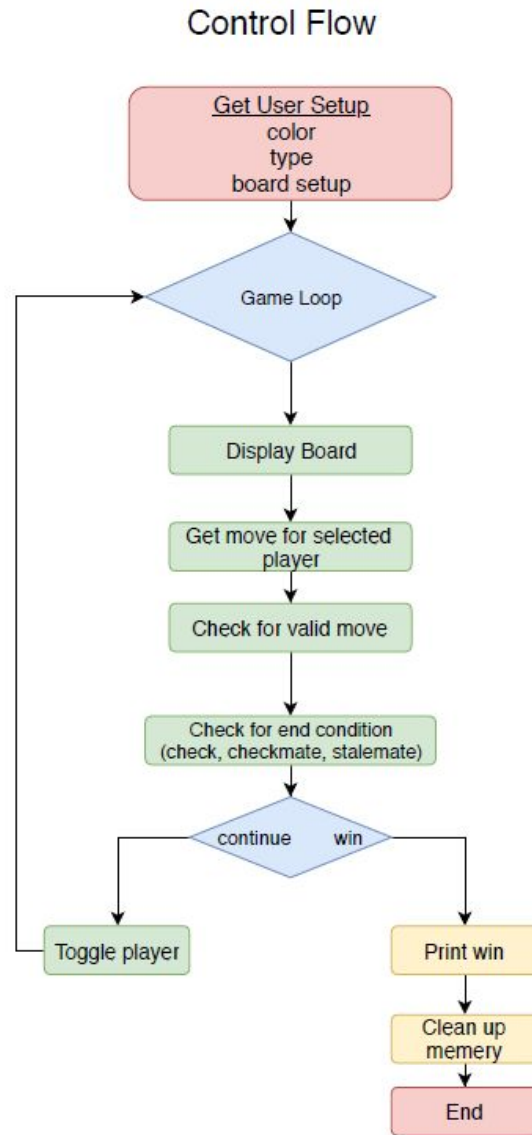 Control Flow
Get User Setup
color
type
board setup
Game Loop
Display Board
Get move for selected
player
Check for valid move
Check for end condition
(check, checkmate, stalemate)
continue win
Toggle player
Print win
Clean up
memery
End